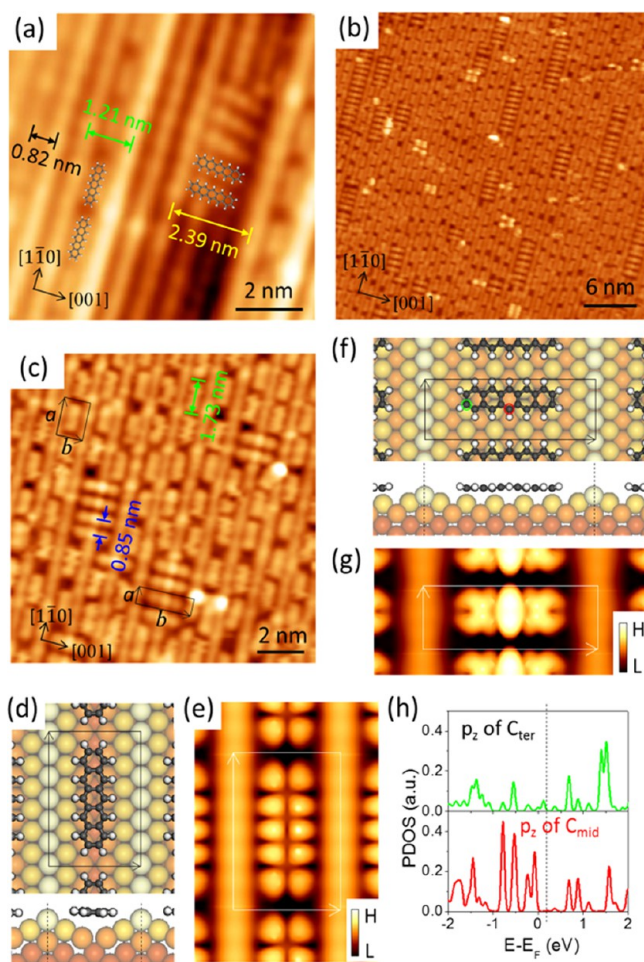 (a)
1.21 nm
0.82 nm
2.39 nm
[11̄0]
[001]
2 nm
(b)
[11̄0]
[001]
6 nm
(c)
a
b
1.73 nm
0.85 nm
a
b
[11̄0]
[001]
2 nm
(f)
(g)
H
L
(d)
(e)
H
L
(h)
p_z of C_ter
0.4
0.2
0.0
p_z of C_mid
0.4
0.2
0.0
PDOS (a.u.)
-2 -1 0 1 2
E-E_F (eV)